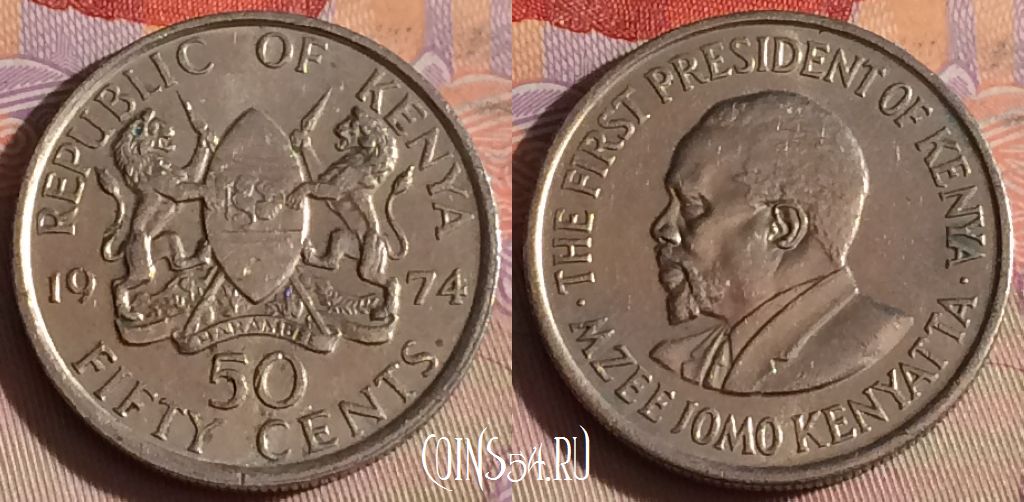 REPUBLIC OF KENYA
19 74
HARAMBEE
50
FIFTY CENTS
· THE FIRST PRESIDENT OF KENYA ·
MZEE JOMO KENYATTA
COINS54.RU